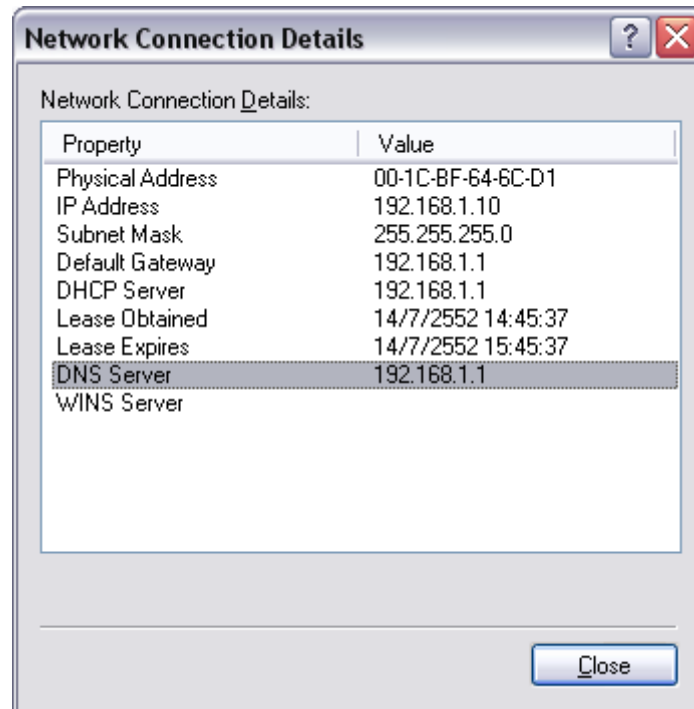 Network Connection Details
Network Connection Details:
Property Value
Physical Address 00-1C-BF-64-6C-D1
IP Address 192.168.1.10
Subnet Mask 255.255.255.0
Default Gateway 192.168.1.1
DHCP Server 192.168.1.1
Lease Obtained 14/7/2552 14:45:37
Lease Expires 14/7/2552 15:45:37
DNS Server 192.168.1.1
WINS Server
Close